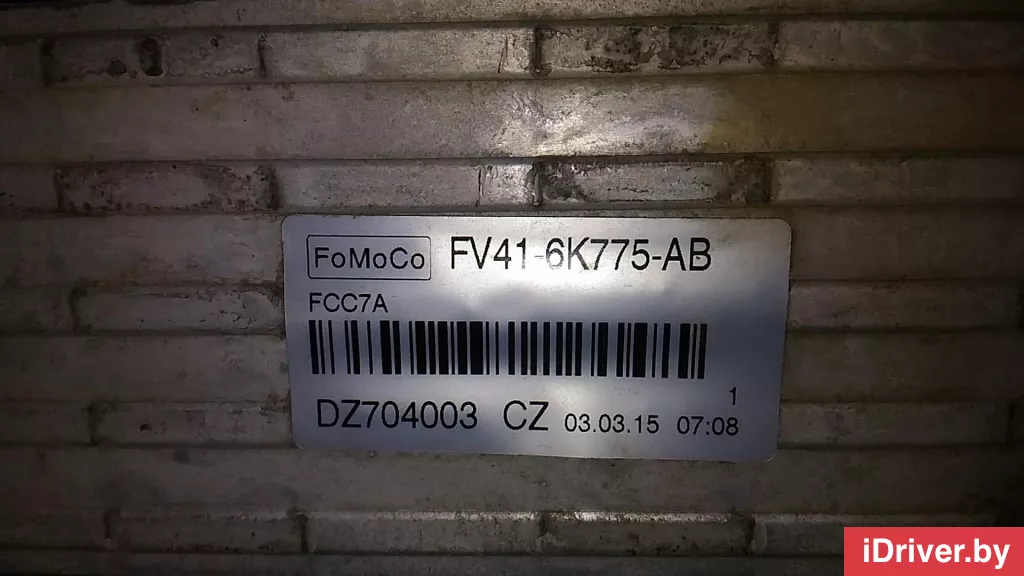 FoMoCo FV41-6K775-AB
FCC7A
1
DZ704003 CZ 03.03.15 07:08
iDriver.by